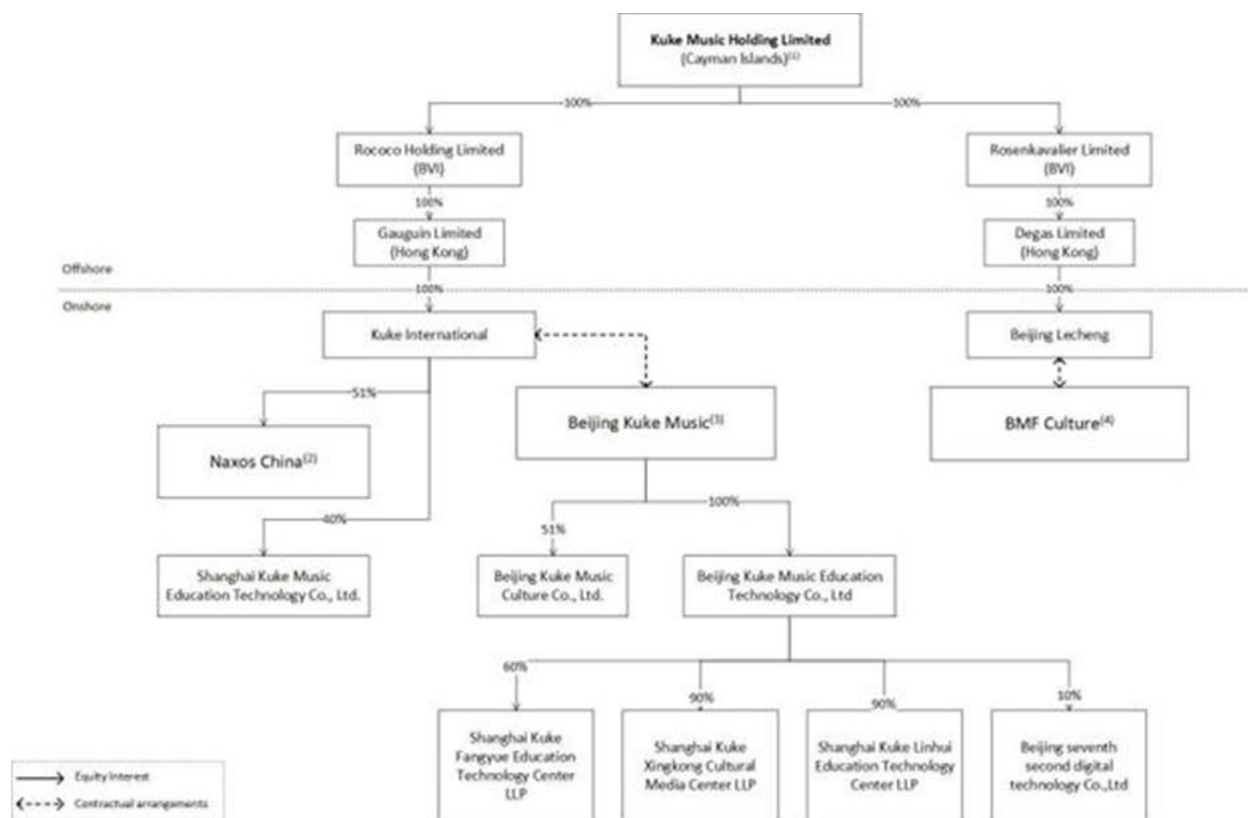 Kuke Music Holding Limited
(Cayman Islands)(1)
100%
100%
Rococo Holding Limited
(BVI)
Rosenkavalier Limited
(BVI)
100%
100%
Gauguin Limited
(Hong Kong)
Degas Limited
(Hong Kong)
Offshore
100%
100%
Onshore
Kuke International
Beijing Lecheng
51%
Naxos China(2)
Beijing Kuke Music(3)
BMF Culture(4)
40%
51%
100%
Shanghai Kuke Music
Education Technology Co., Ltd.
Beijing Kuke Music
Culture Co., Ltd.
Beijing Kuke Music Education
Technology Co., Ltd
60%
90%
90%
10%
Shanghai Kuke
Fangyue Education
Technology Center
LLP
Shanghai Kuke
Xingkong Cultural
Media Center LLP
Shanghai Kuke Linhui
Education Technology
Center LLP
Beijing seventh
second digital
technology Co.,Ltd
Equity Interest
Contractual arrangements